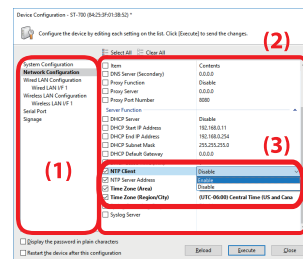 Device Configuration - ST-700 (84:25:3F:01:38:52) *
Configure the device by editing each setting on the list. Click [Execute] to send the changes.
Select All Clear All
(2)
System Configuration
Network Configuration
Wired LAN Configuration
Wired LAN I/F 1
Wireless LAN Configuration
Wireless LAN I/F 1
Serial Port
Signage
(1)
Item Contents
DNS Server (Secondary) 0.0.0.0
Proxy Function Disable
Proxy Server 0.0.0.0
Proxy Port Number 8080
Server Function
DHCP Server Disable
DHCP Start IP Address 192.168.0.11
DHCP End IP Address 192.168.0.254
DHCP Subnet Mask 255.255.255.0
DHCP Default Gateway 0.0.0.0
(3)
NTP Client Disable
NTP Server Address Enable
Time Zone (Area) Disable
Time Zone (Region/City) (UTC-06:00) Central Time (US and Cana
Syslog Server
Display the password in plain characters
Restart the device after this configuration
Reload Execute Close